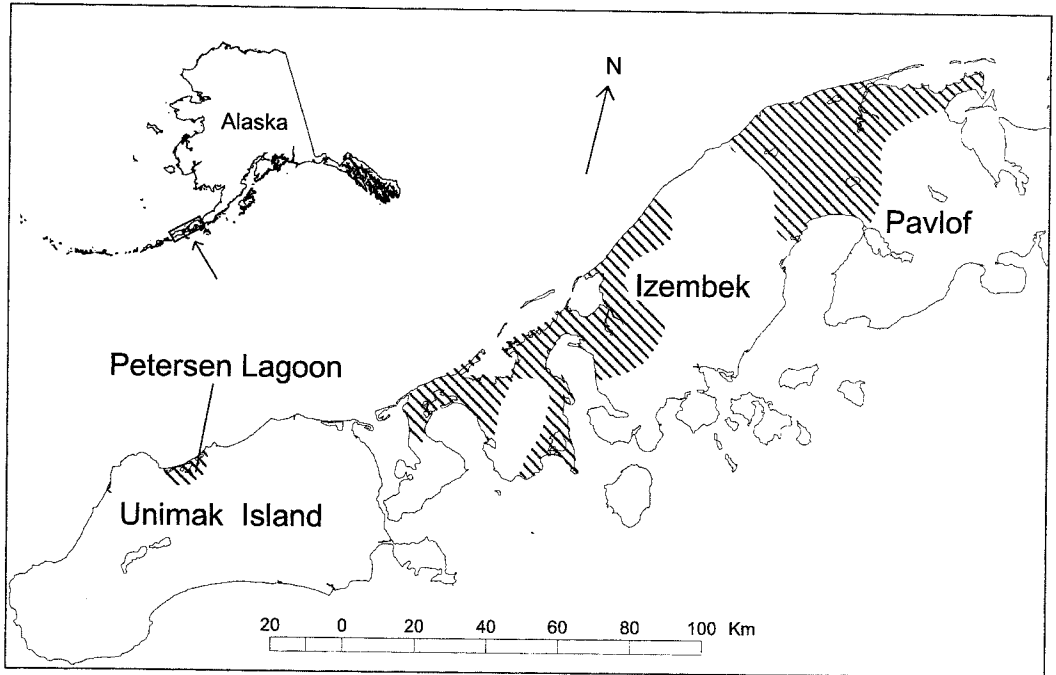 N
Alaska
Pavlof
Izembek
Petersen Lagoon
Unimak Island
20 0 20 40 60 80 100 Km